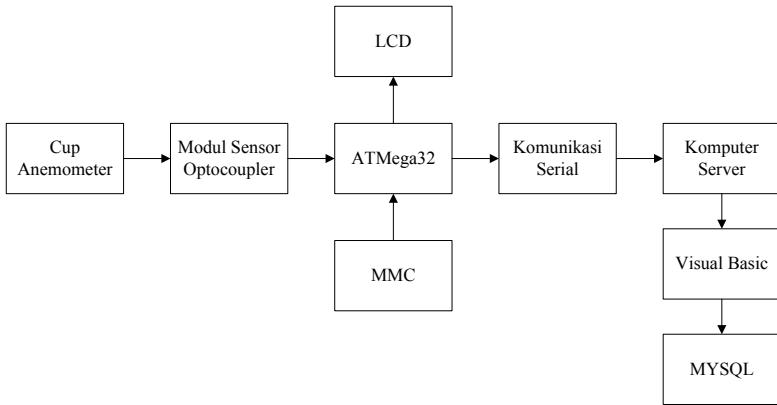 LCD
Cup
Anemometer
Modul Sensor
Optocoupler
ATMega32
Komunikasi
Serial
Komputer
Server
MMC
Visual Basic
MYSQL